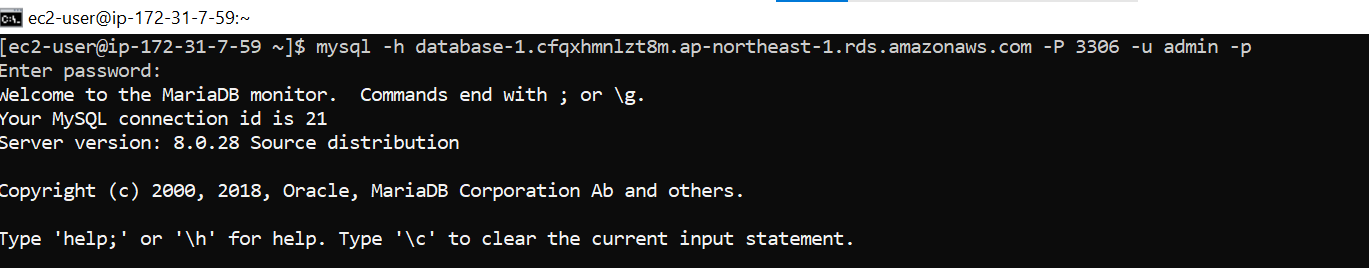 ec2-user@ip-172-31-7-59:~
[ec2-user@ip-172-31-7-59 ~]$ mysql -h database-1.cfqxhmnlzt8m.ap-northeast-1.rds.amazonaws.com -P 3306 -u admin -p
Enter password:
Welcome to the MariaDB monitor.  Commands end with ; or \g.
Your MySQL connection id is 21
Server version: 8.0.28 Source distribution
Copyright (c) 2000, 2018, Oracle, MariaDB Corporation Ab and others.
Type 'help;' or '\h' for help. Type '\c' to clear the current input statement.